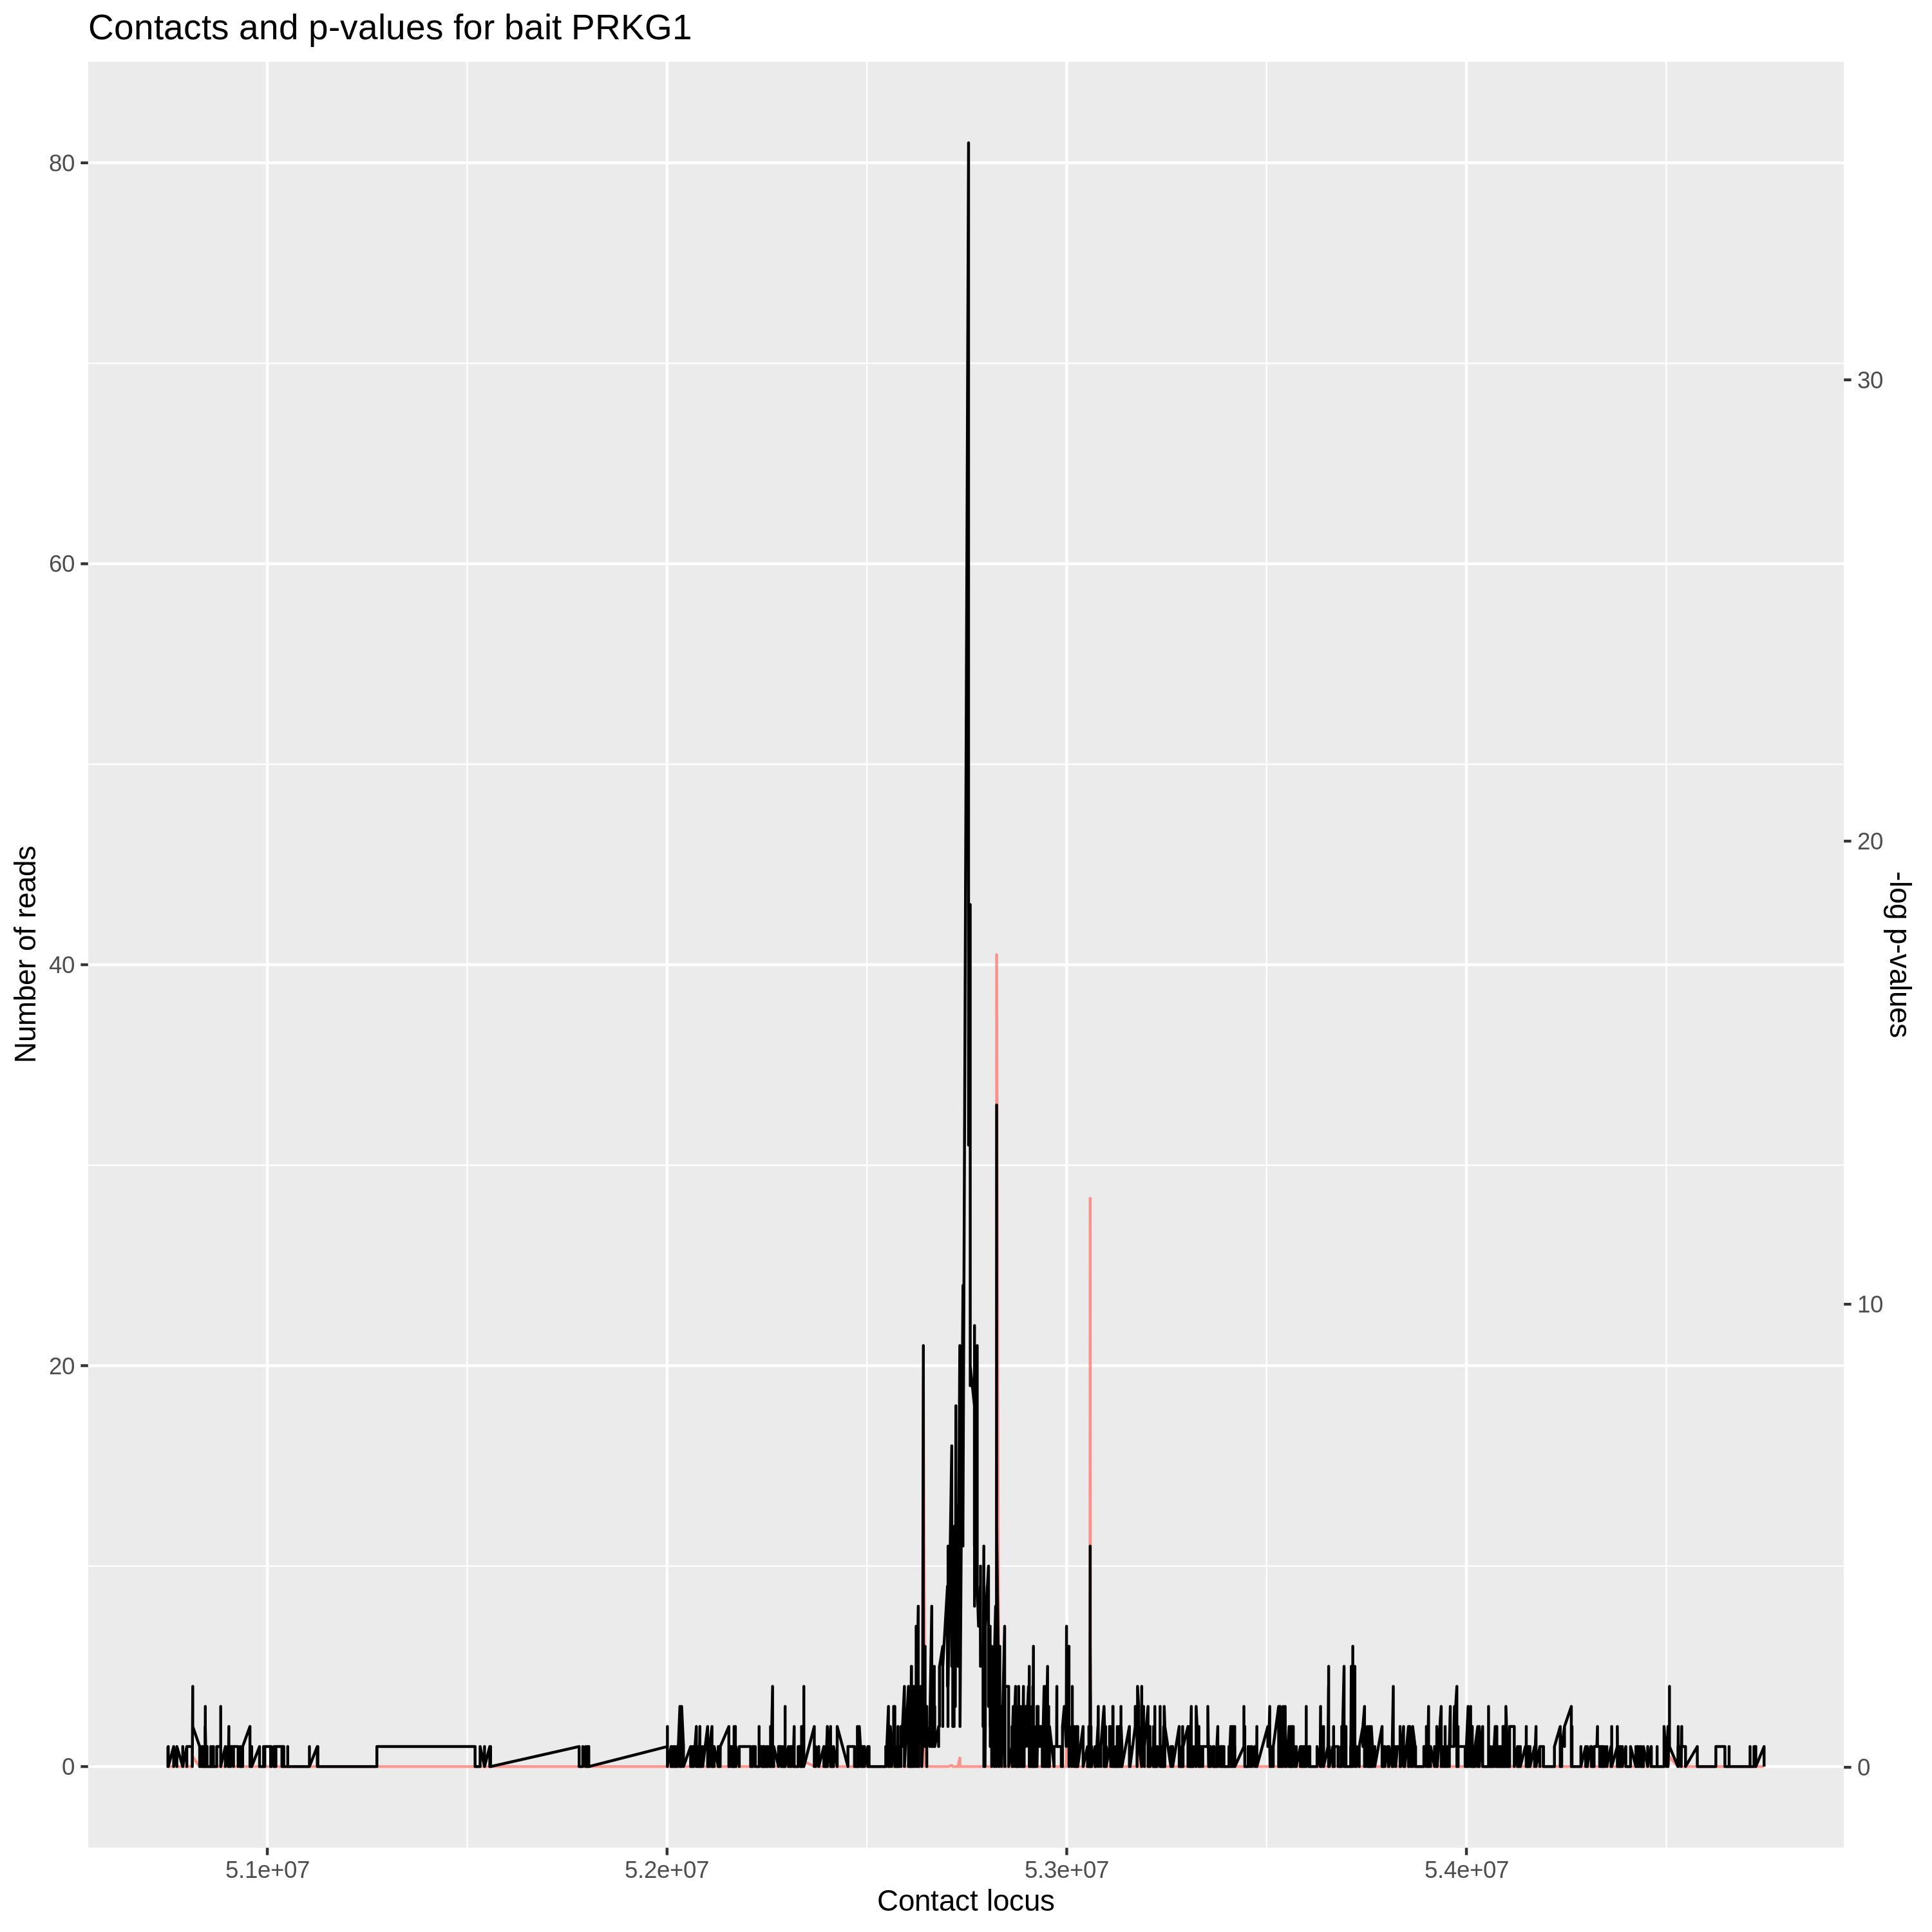 Contacts and p-values for bait PRKG1
80
60
40
20
0
Number of reads
30
20
10
0
-log p-values
5.1e+07
5.2e+07
5.3e+07
5.4e+07
Contact locus